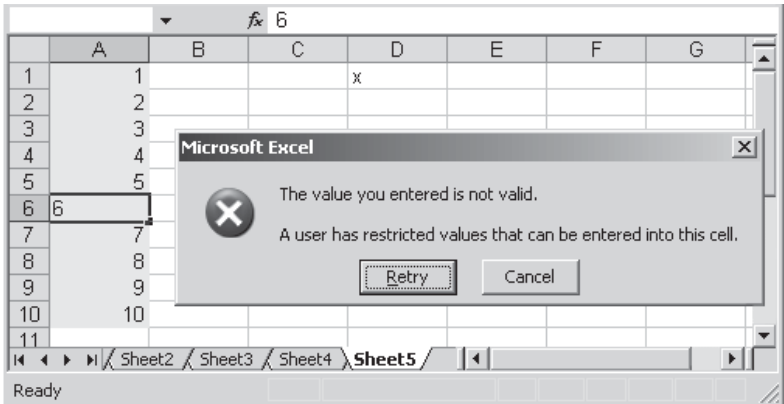 fx 6
A B C D E F G
1 1 x
2 2
3 3
4 4
5 5
6 6
7 7
8 8
9 9
10 10
11
Microsoft Excel
The value you entered is not valid.
A user has restricted values that can be entered into this cell.
Retry Cancel
Sheet2 Sheet3 Sheet4 Sheet5
Ready